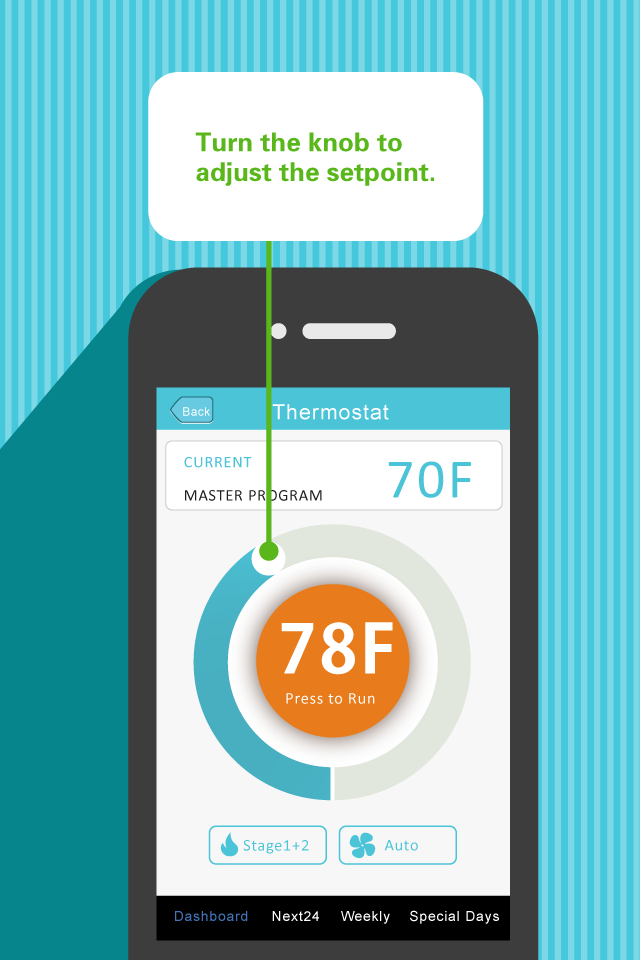 Turn the knob to
adjust the setpoint.
Back
Thermostat
CURRENT
70F
MASTER PROGRAM
78F
Press to Run
Stage1+2
Auto
Dashboard
Next24
Weekly
Special Days